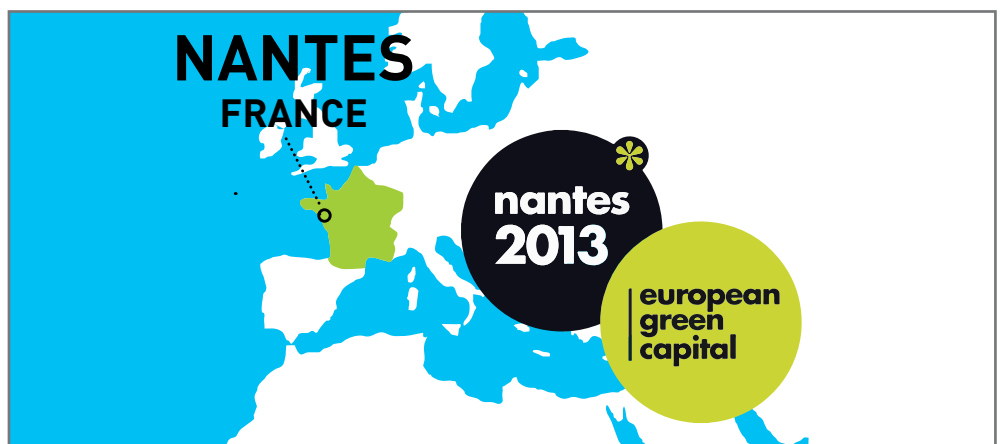 NANTES
FRANCE
nantes
2013
european
green
capital